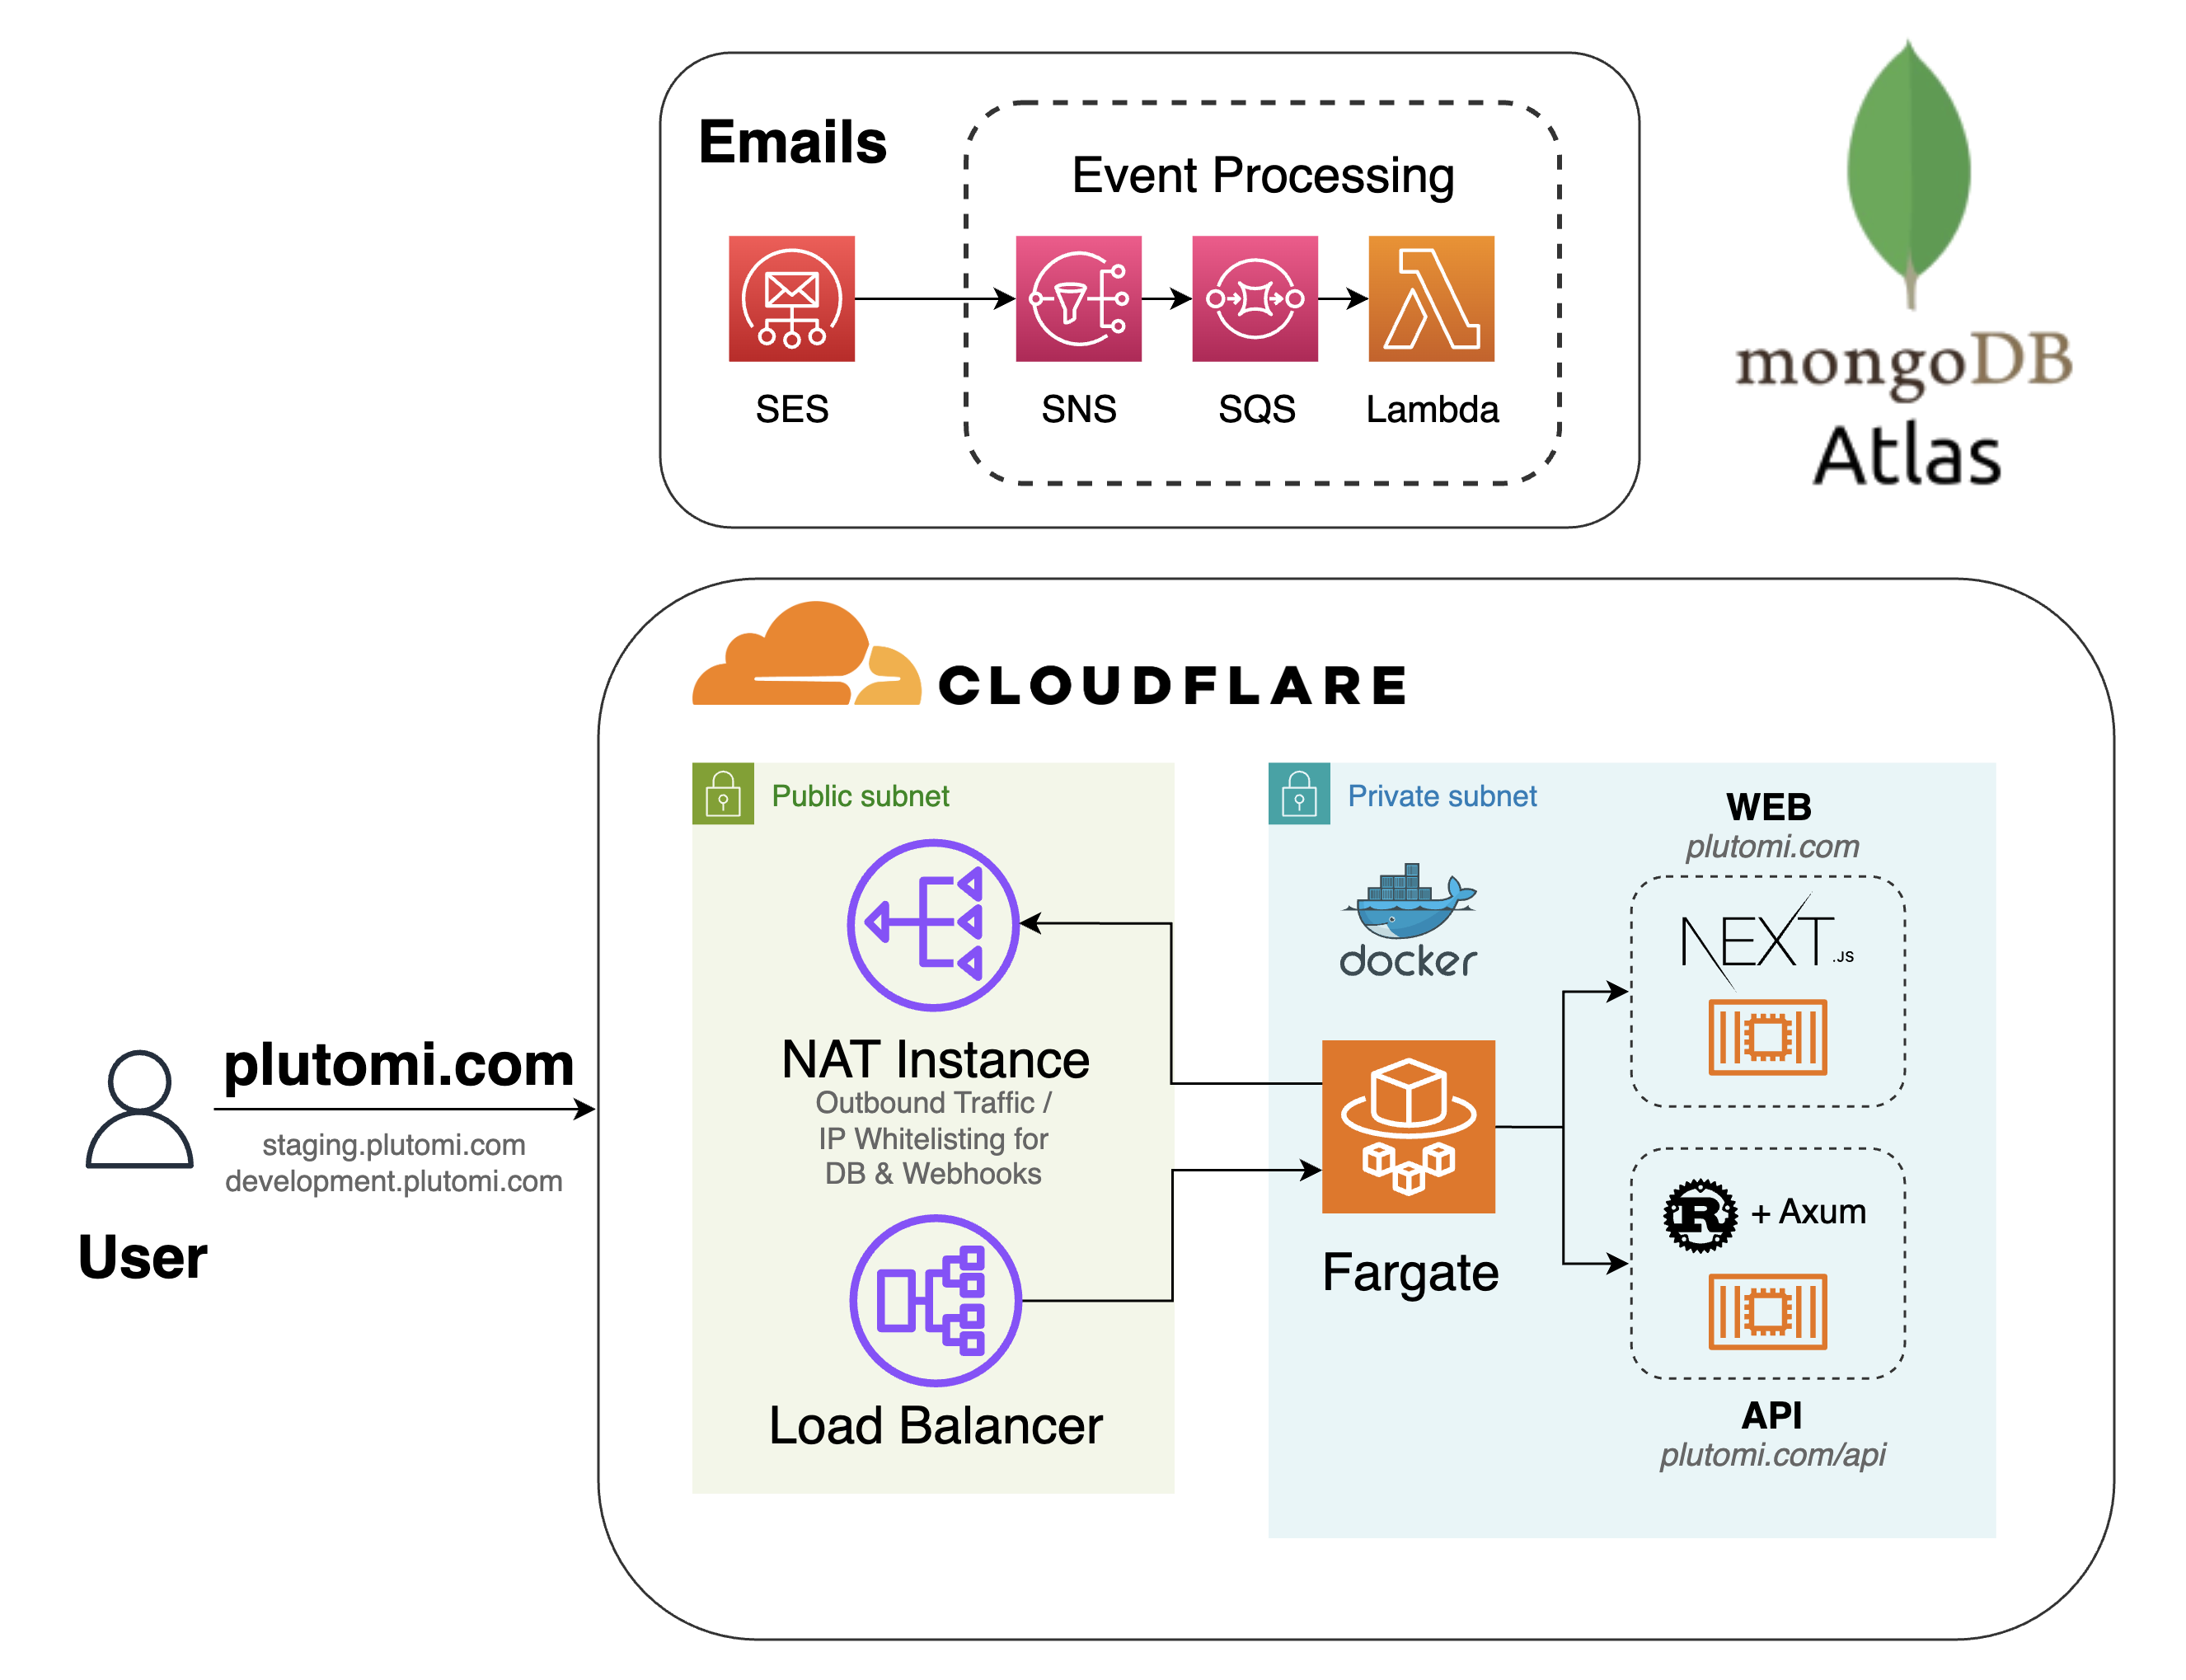 Emails
Event Processing
SES
SNS
SQS
Lambda
mongoDB
Atlas
CLOUDFLARE
Public subnet
NAT Instance
Outbound Traffic /
IP Whitelisting for
DB & Webhooks
Load Balancer
Private subnet
docker
Fargate
WEB
plutomi.com
NEXT.JS
R + Axum
API
plutomi.com/api
plutomi.com
staging.plutomi.com
development.plutomi.com
User